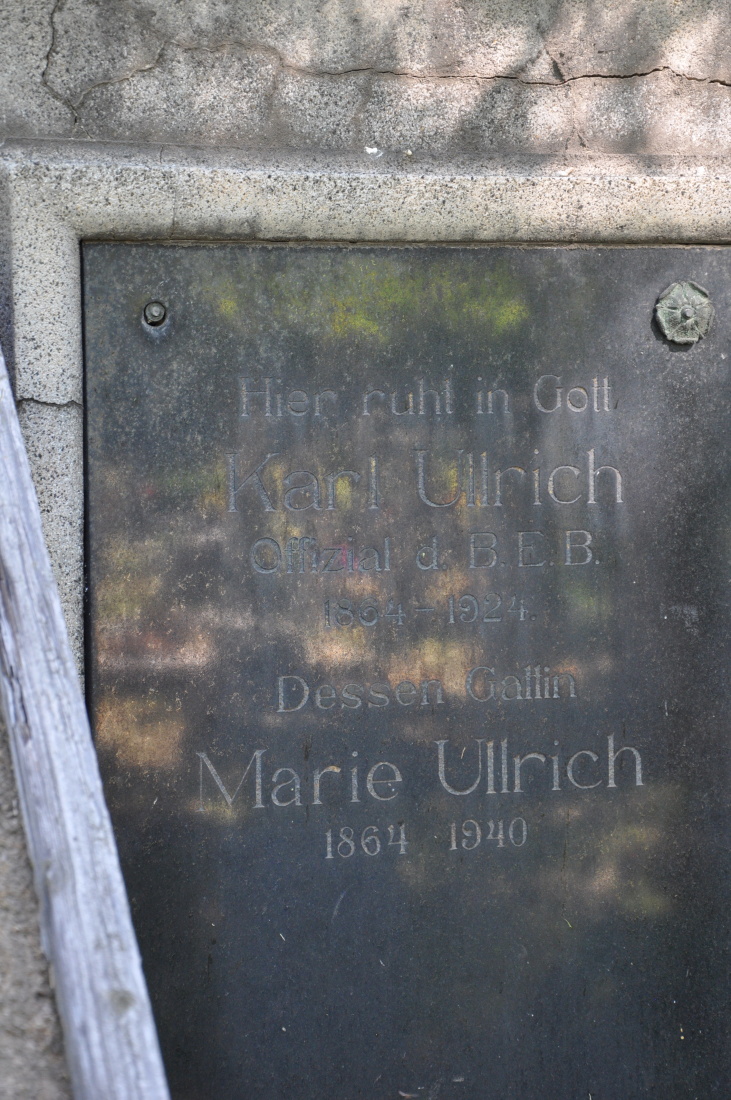 Hier ruht in Gott
Karl Ullrich
Offizial d. B.E.B.
1864–1924.
Dessen Gattin
Marie Ullrich
1864 1940